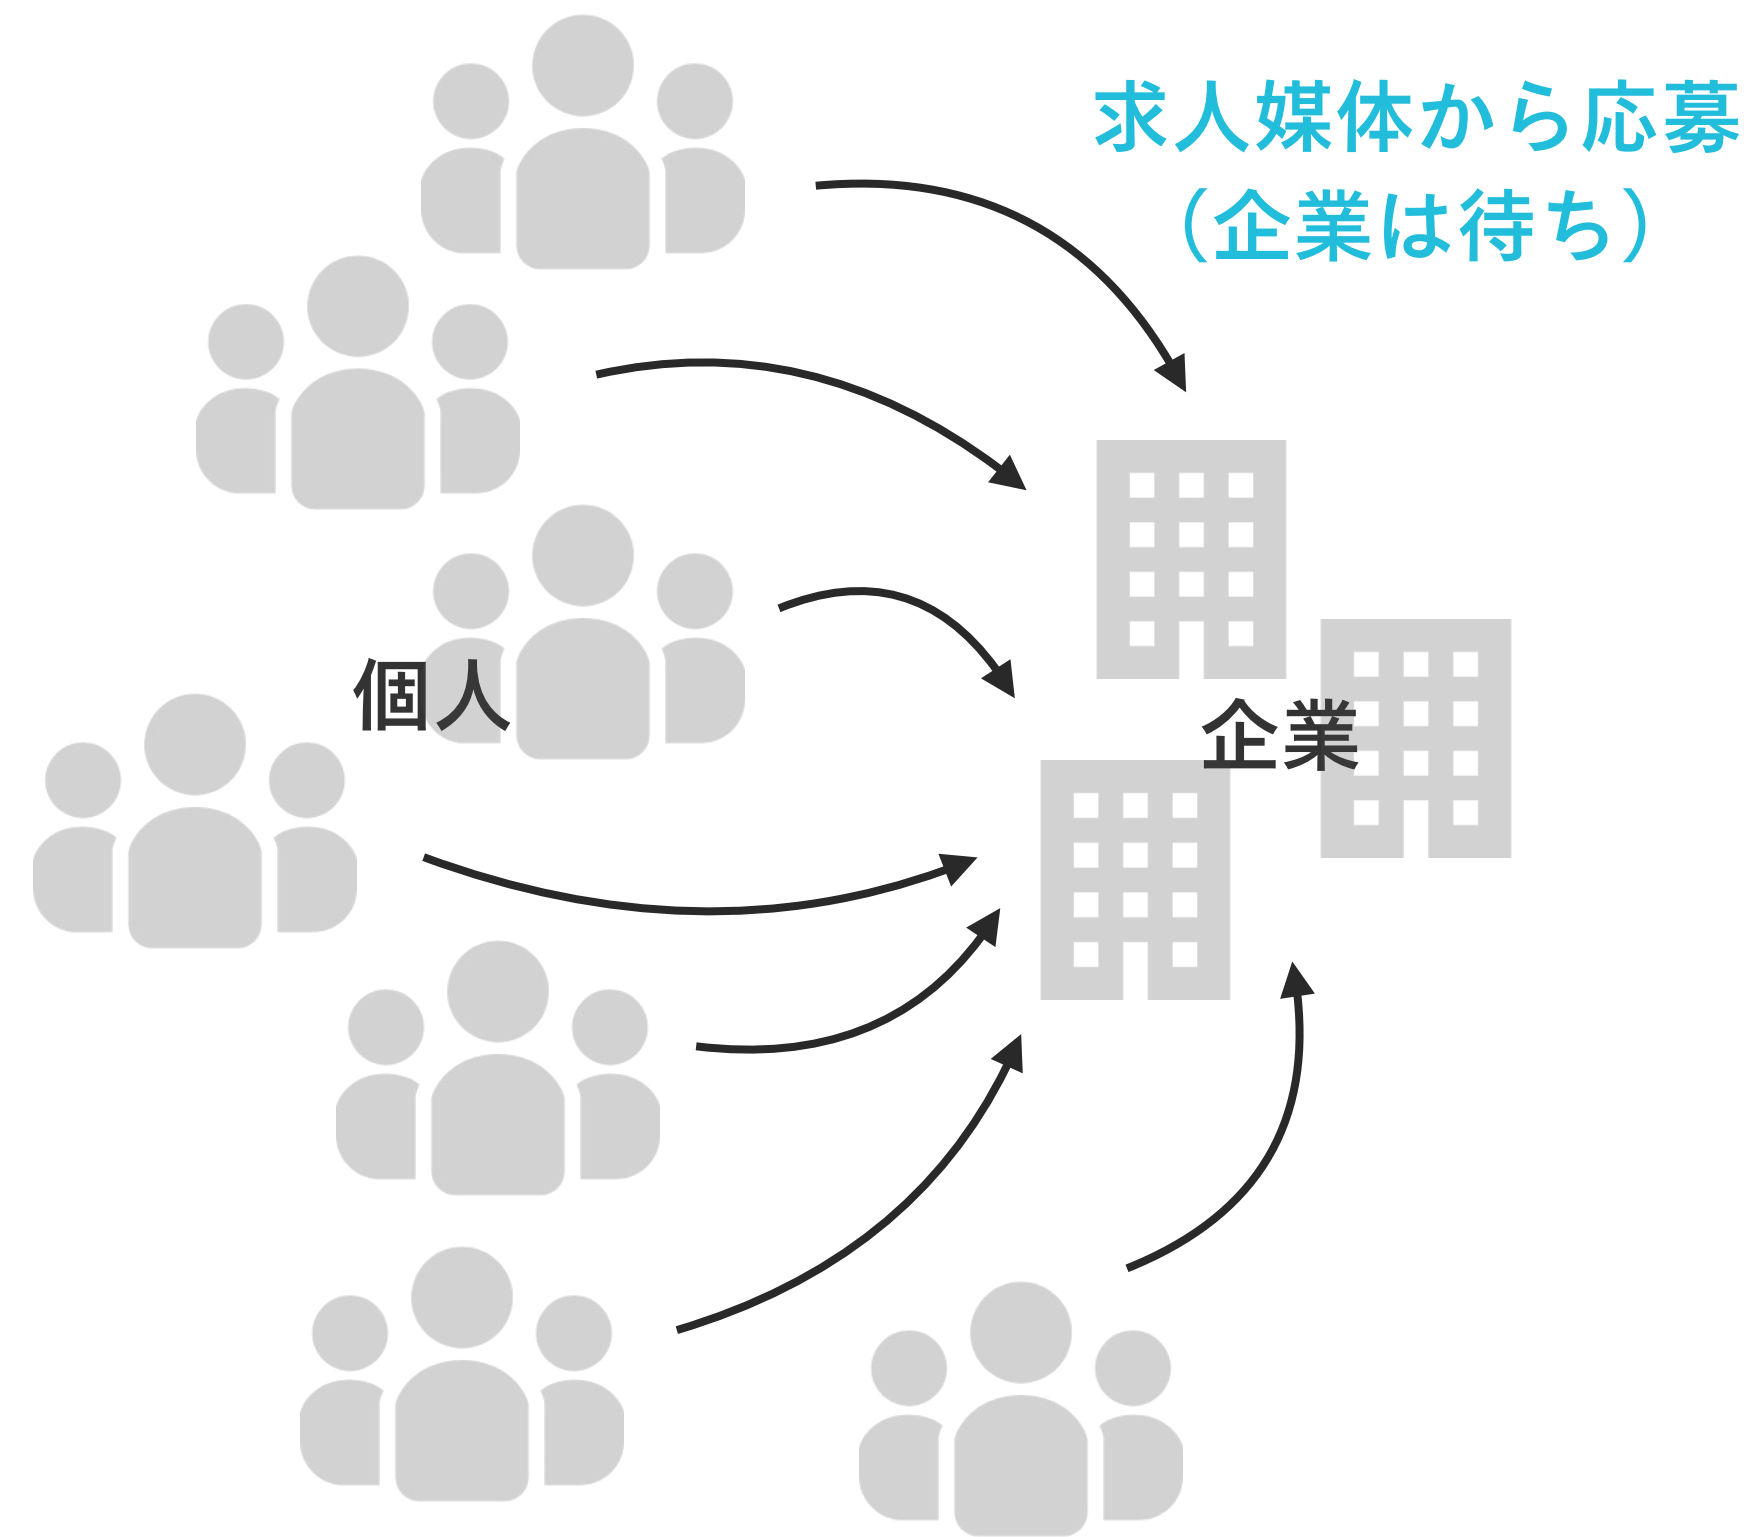 求人媒体から応募
（企業は待ち）
個人
企業